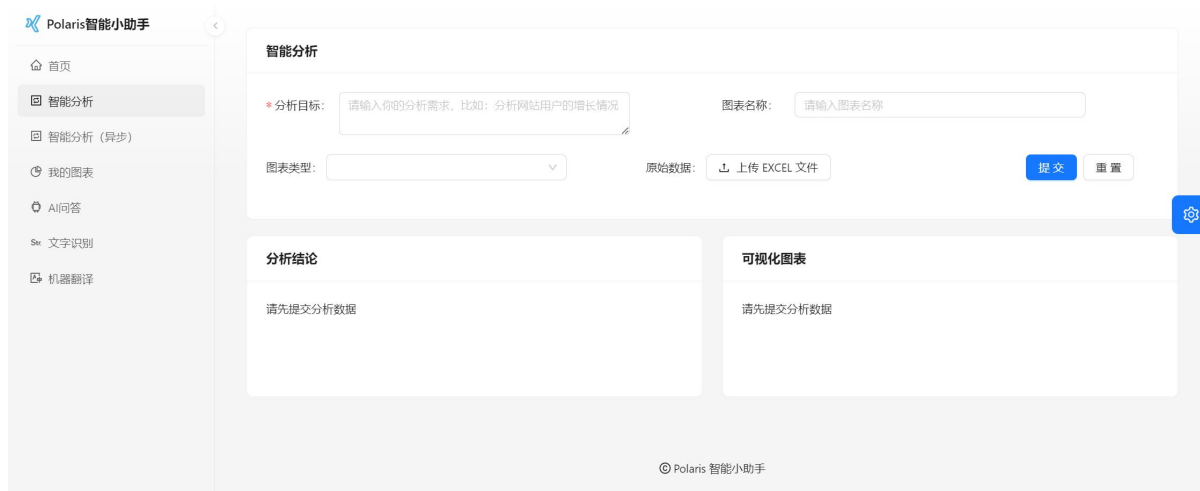 Polaris智能小助手
首页
智能分析
智能分析（异步）
我的图表
AI问答
文字识别
机器翻译
智能分析
* 分析目标：
请输入你的分析需求，比如：分析网站用户的增长情况
图表名称：
请输入图表名称
图表类型：
原始数据：
上传 EXCEL 文件
提 交
重 置
分析结论
请先提交分析数据
可视化图表
请先提交分析数据
© Polaris 智能小助手